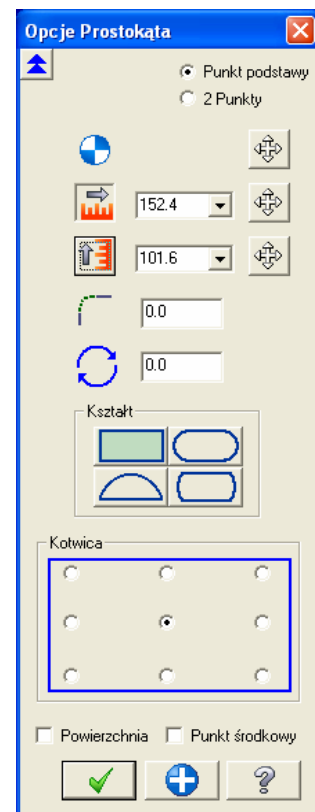 Opcje Prostokąta
Punkt podstawy
2 Punkty
152.4
101.6
0.0
0.0
Kształt
Kotwica
Powierzchnia Punkt środkowy